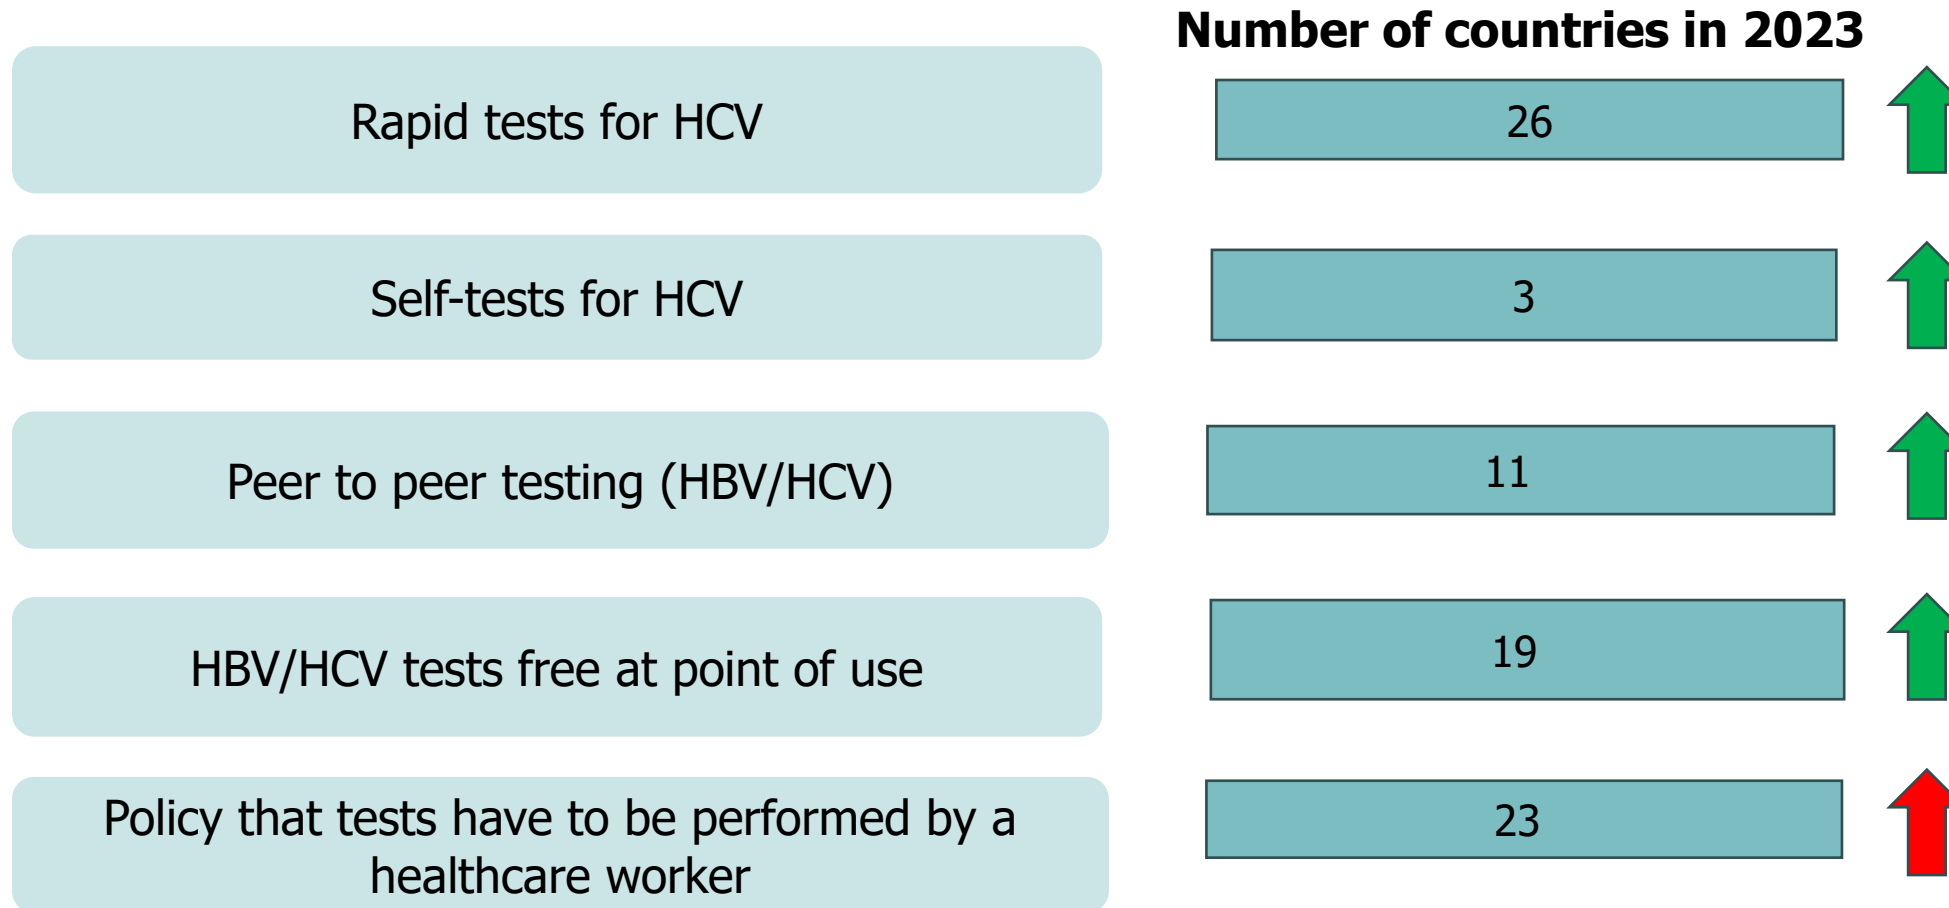 Number of countries in 2023
Rapid tests for HCV
26
Self-tests for HCV
3
Peer to peer testing (HBV/HCV)
11
HBV/HCV tests free at point of use
19
Policy that tests have to be performed by a
healthcare worker
23